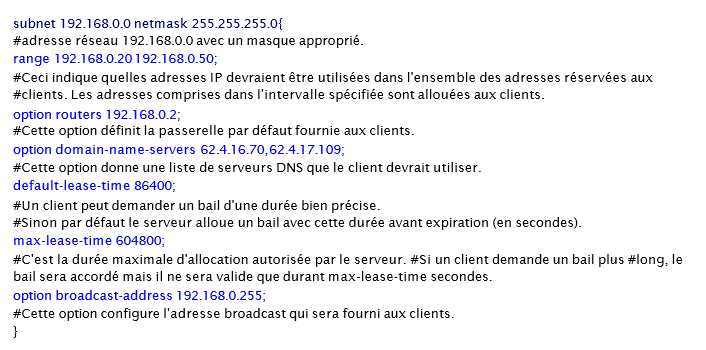 subnet 192.168.0.0 netmask 255.255.255.0{
#adresse réseau 192.168.0.0 avec un masque approprié.
range 192.168.0.20 192.168.0.50;
#Ceci indique quelles adresses IP devraient être utilisées dans l'ensemble des adresses réservées aux
#clients. Les adresses comprises dans l'intervalle spécifiée sont allouées aux clients.
option routers 192.168.0.2;
#Cette option définit la passerelle par défaut fournie aux clients.
option domain-name-servers 62.4.16.70,62.4.17.109;
#Cette option donne une liste de serveurs DNS que le client devrait utiliser.
default-lease-time 86400;
#Un client peut demander un bail d'une durée bien précise.
#Sinon par défaut le serveur alloue un bail avec cette durée avant expiration (en secondes).
max-lease-time 604800;
#C'est la durée maximale d'allocation autorisée par le serveur. #Si un client demande un bail plus #long, le
bail sera accordé mais il ne sera valide que durant max-lease-time secondes.
option broadcast-address 192.168.0.255;
#Cette option configure l'adresse broadcast qui sera fourni aux clients.
}